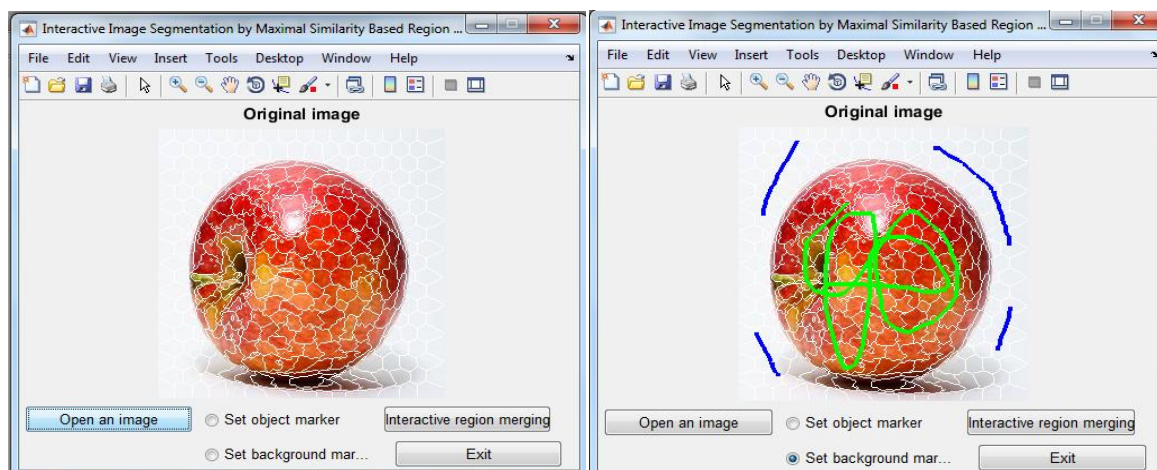 Interactive Image Segmentation by Maximal Similarity Based Region ...
File Edit View Insert Tools Desktop Window Help
Original image
Open an image
Set object marker
Interactive region merging
Set background mar...
Exit
Interactive Image Segmentation by Maximal Similarity Based Region ...
File Edit View Insert Tools Desktop Window Help
Original image
Open an image
Set object marker
Interactive region merging
Set background mar...
Exit